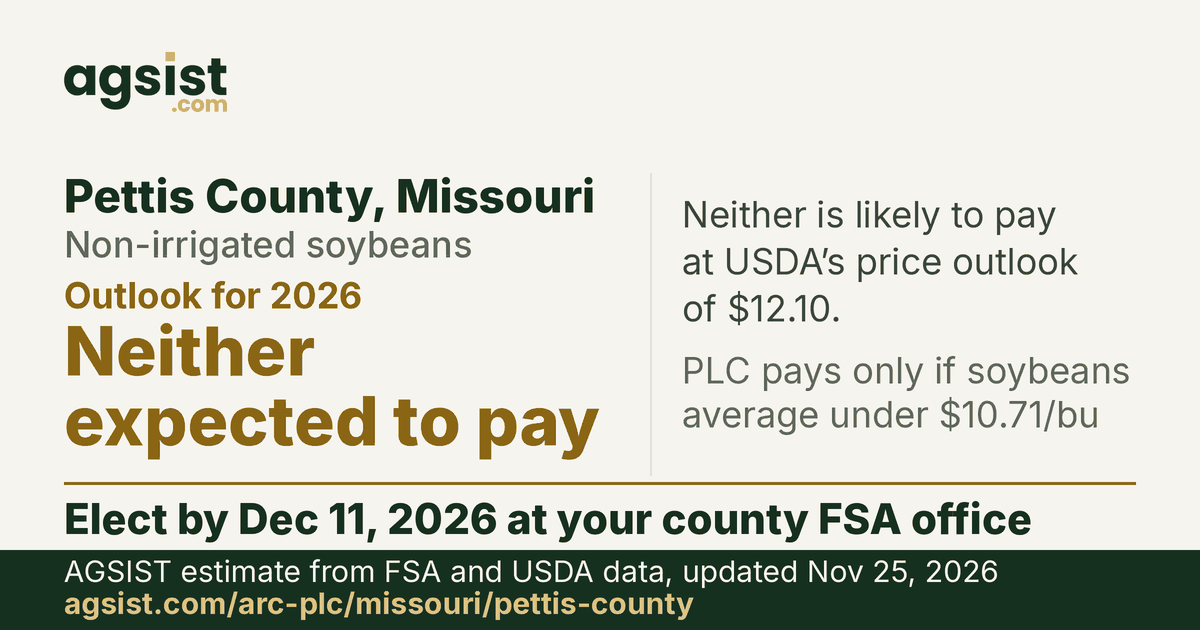 agsist
.com
Pettis County, Missouri
Non-irrigated soybeans
Outlook for 2026
Neither
expected to pay
Neither is likely to pay
at USDA’s price outlook
of $12.10.
PLC pays only if soybeans
average under $10.71/bu
Elect by Dec 11, 2026 at your county FSA office
AGSIST estimate from FSA and USDA data, updated Nov 25, 2026
agsist.com/arc-plc/missouri/pettis-county